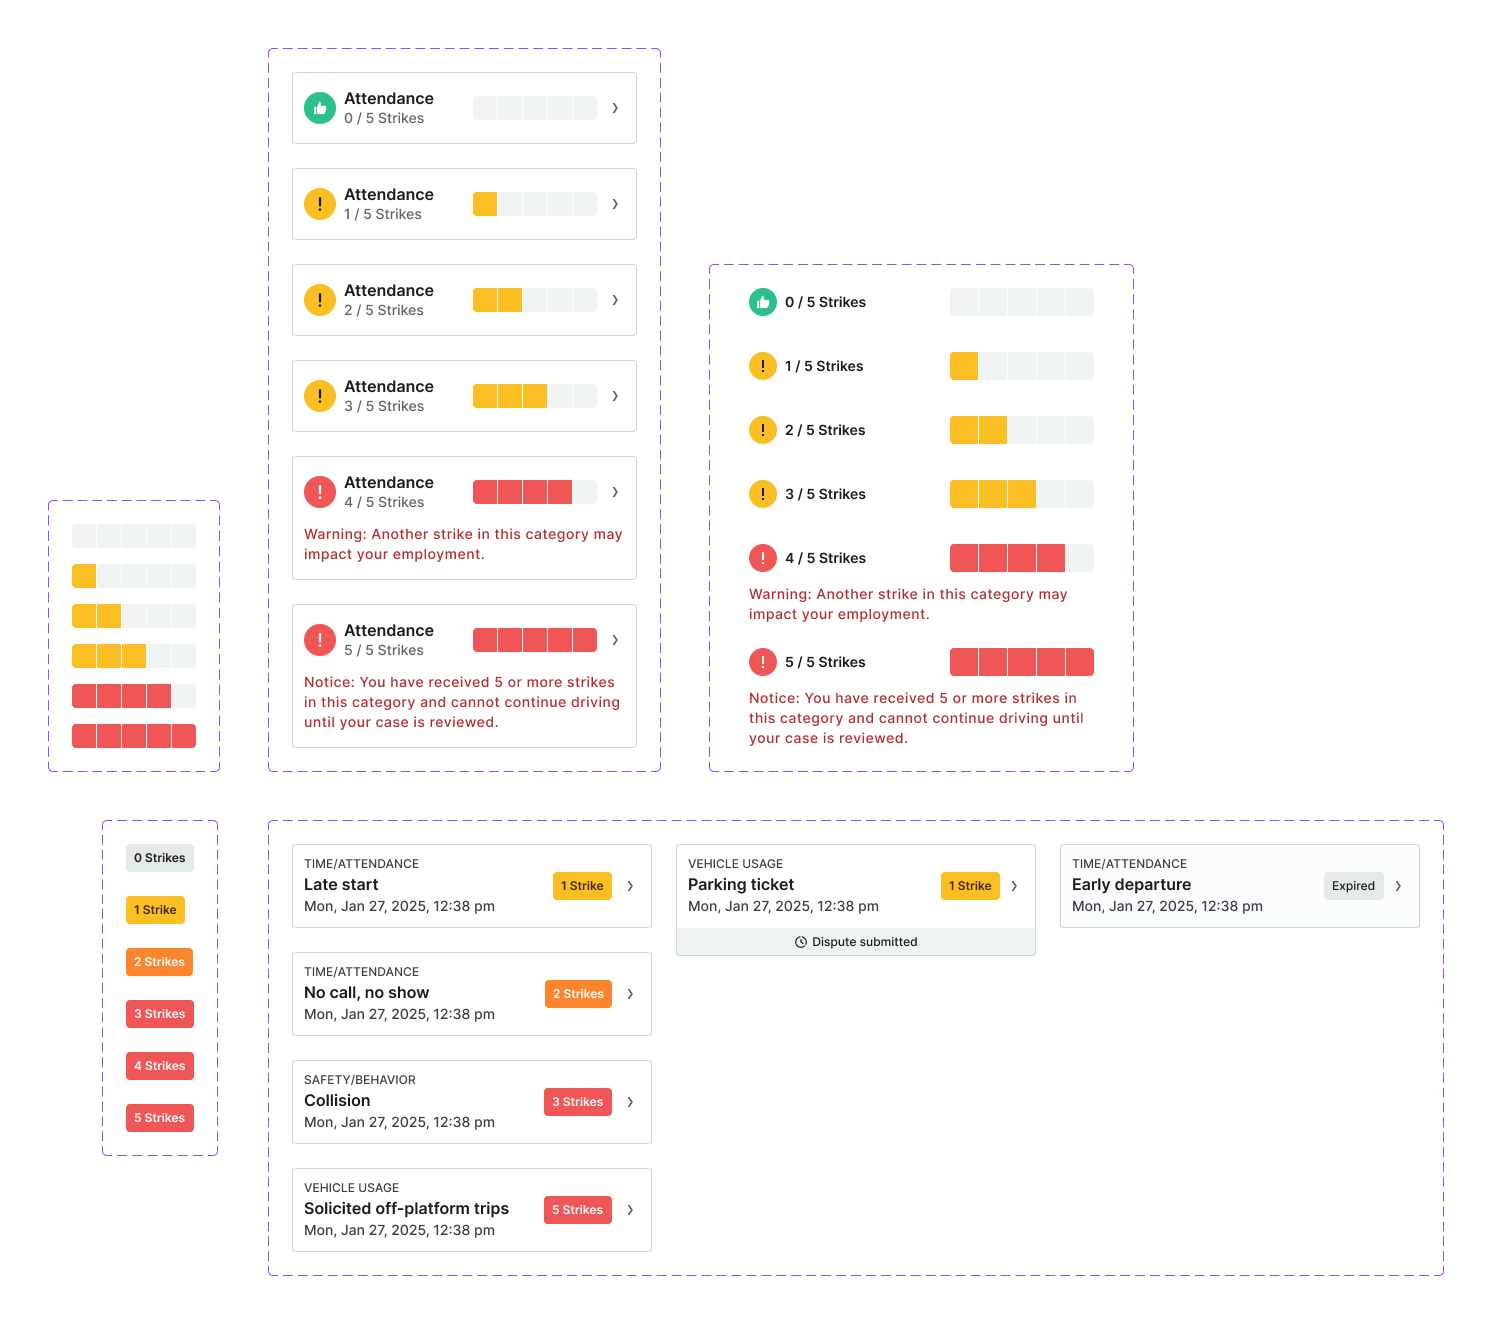 Attendance
0 / 5 Strikes
Attendance
1 / 5 Strikes
Attendance
2 / 5 Strikes
Attendance
3 / 5 Strikes
Attendance
4 / 5 Strikes
Warning: Another strike in this category may
impact your employment.
Attendance
5 / 5 Strikes
Notice: You have received 5 or more strikes
in this category and cannot continue driving
until your case is reviewed.
0 / 5 Strikes
1 / 5 Strikes
2 / 5 Strikes
3 / 5 Strikes
4 / 5 Strikes
Warning: Another strike in this category may
impact your employment.
5 / 5 Strikes
Notice: You have received 5 or more strikes in
this category and cannot continue driving until
your case is reviewed.
0 Strikes
1 Strike
2 Strikes
3 Strikes
4 Strikes
5 Strikes
TIME/ATTENDANCE
Late start
Mon, Jan 27, 2025, 12:38 pm
1 Strike
TIME/ATTENDANCE
No call, no show
Mon, Jan 27, 2025, 12:38 pm
2 Strikes
SAFETY/BEHAVIOR
Collision
Mon, Jan 27, 2025, 12:38 pm
3 Strikes
VEHICLE USAGE
Solicited off-platform trips
Mon, Jan 27, 2025, 12:38 pm
5 Strikes
VEHICLE USAGE
Parking ticket
Mon, Jan 27, 2025, 12:38 pm
1 Strike
Dispute submitted
TIME/ATTENDANCE
Early departure
Mon, Jan 27, 2025, 12:38 pm
Expired